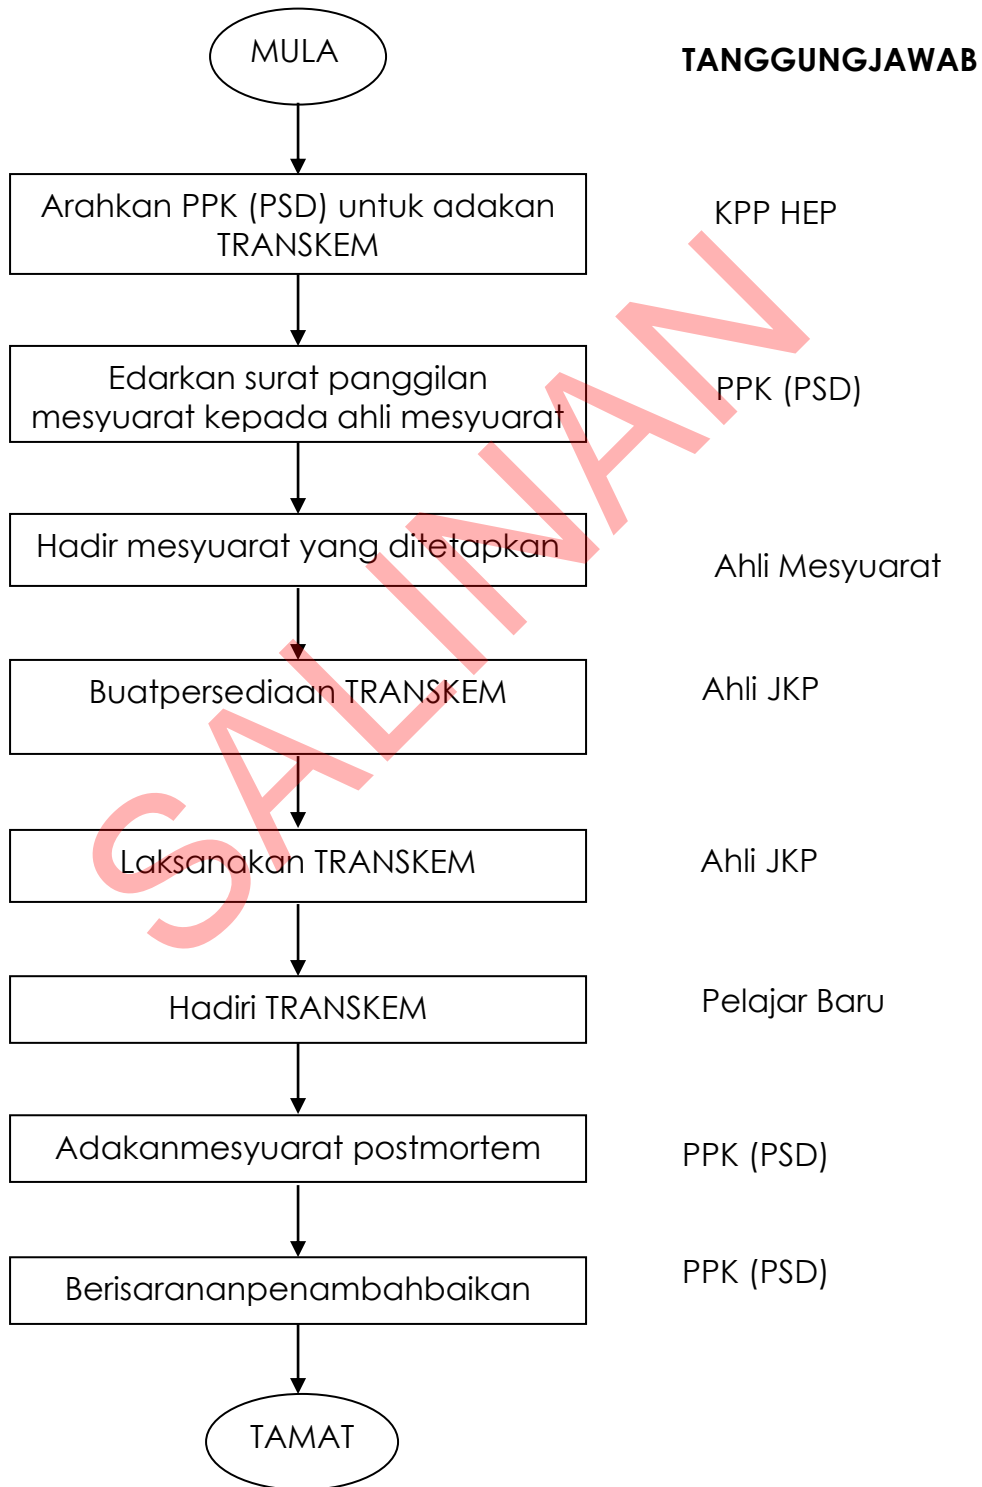 MULA
TANGGUNGJAWAB
Arahkan PPK (PSD) untuk adakan
TRANSKEM
KPP HEP
Edarkan surat panggilan
mesyuarat kepada ahli mesyuarat
PPK (PSD)
Hadir mesyuarat yang ditetapkan
Ahli Mesyuarat
Buatpersediaan TRANSKEM
Ahli JKP
Laksanakan TRANSKEM
Ahli JKP
Hadiri TRANSKEM
Pelajar Baru
Adakanmesyuarat postmortem
PPK (PSD)
Berisarananpenambahbaikan
PPK (PSD)
TAMAT
SALINAN